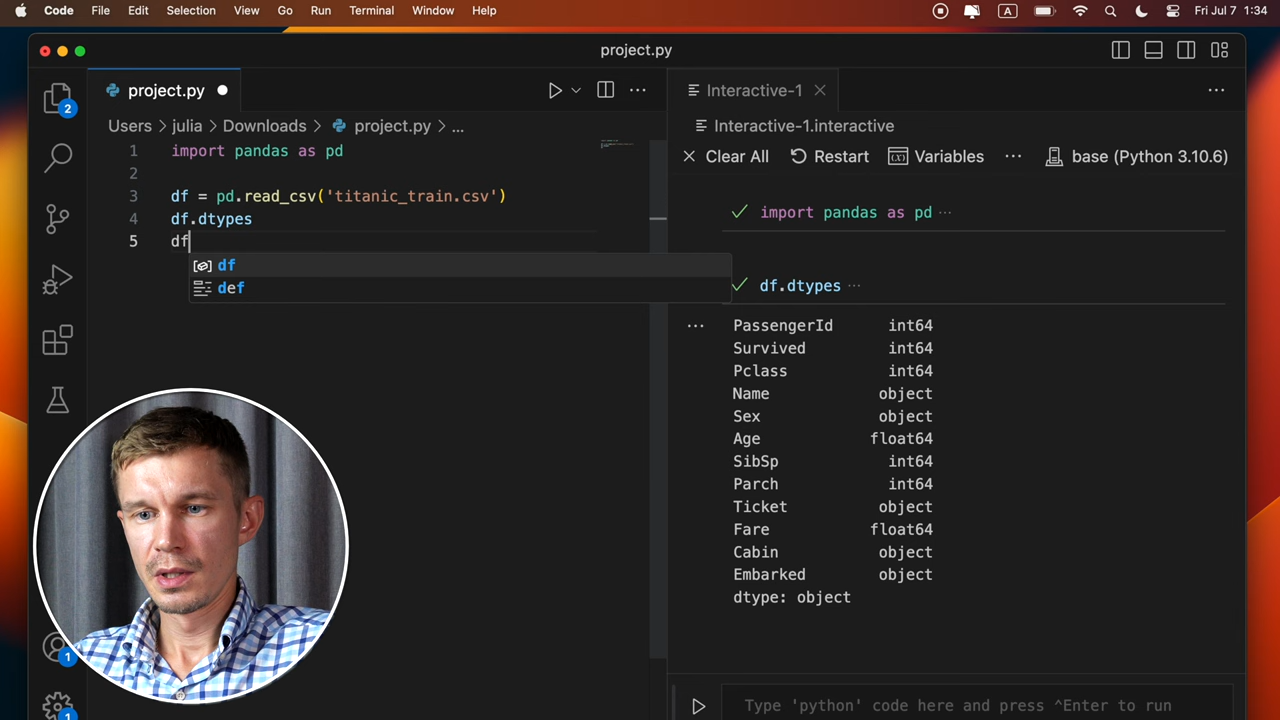 Code File Edit Selection View Go Run Terminal Window Help A Fri Jul 7 1:34
project.py
project.py
Interactive-1
2
Users > julia > Downloads > project.py > ...
Interactive-1.interactive
Clear All Restart Variables ... base (Python 3.10.6)
1 import pandas as pd
2
3 df = pd.read_csv('titanic_train.csv')
4 df.dtypes
5 df
df
def
import pandas as pd ...
df.dtypes ...
PassengerId int64
Survived int64
Pclass int64
Name object
Sex object
Age float64
SibSp int64
Parch int64
Ticket object
Fare float64
Cabin object
Embarked object
dtype: object
1
1
Type 'python' code here and press ^Enter to run